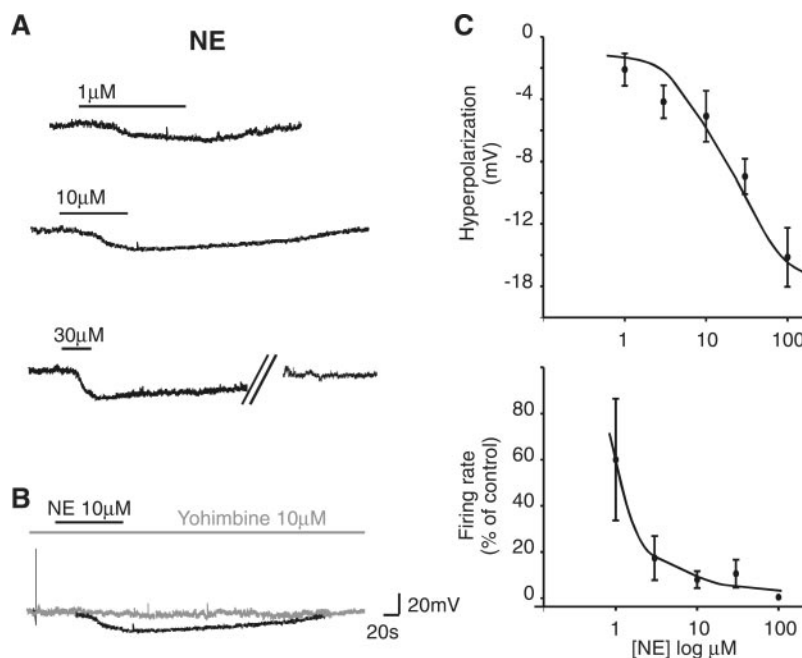 A
NE
1µM
10µM
30µM
B
NE 10µM
Yohimbine 10µM
20mV
20s
C
0
-4
-8
-12
-18
Hyperpolarization
(mV)
1
10
100
80
60
40
20
0
Firing rate
(% of control)
1
10
100
[NE] log µM